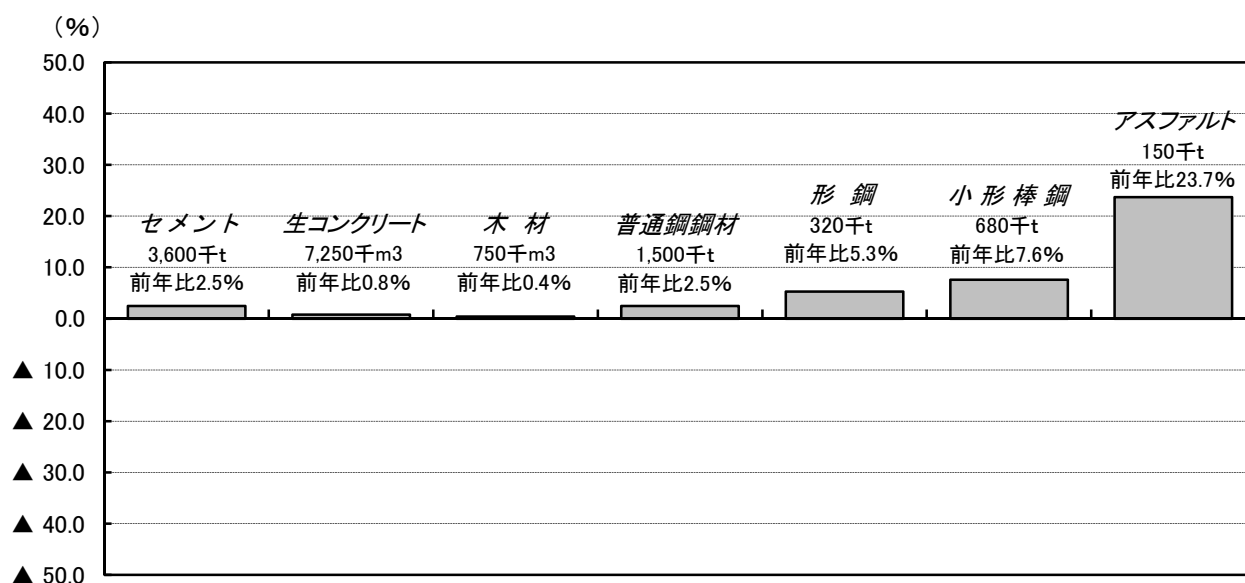 （%）
50.0
40.0
30.0
20.0
10.0
0.0
▲ 10.0
▲ 20.0
▲ 30.0
▲ 40.0
▲ 50.0
セメント
3,600千t
前年比2.5%
生コンクリート
7,250千m3
前年比0.8%
木 材
750千m3
前年比0.4%
普通鋼鋼材
1,500千t
前年比2.5%
形 鋼
320千t
前年比5.3%
小 形 棒 鋼
680千t
前年比7.6%
アスファルト
150千t
前年比23.7%